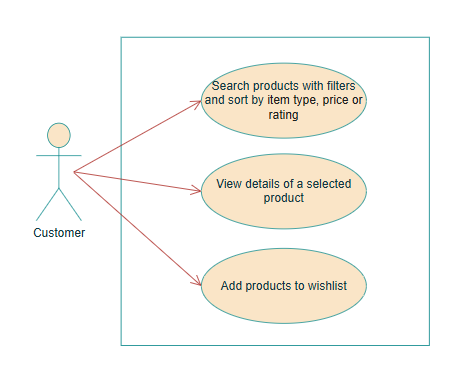 Search products with filters
and sort by item type, price or
rating
View details of a selected
product
Customer
Add products to wishlist